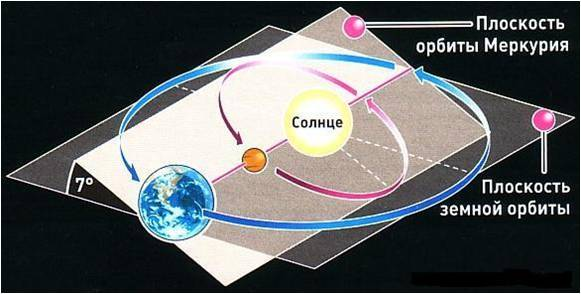 Плоскость
орбиты Меркурия
Солнце
7°
Плоскость
земной орбиты